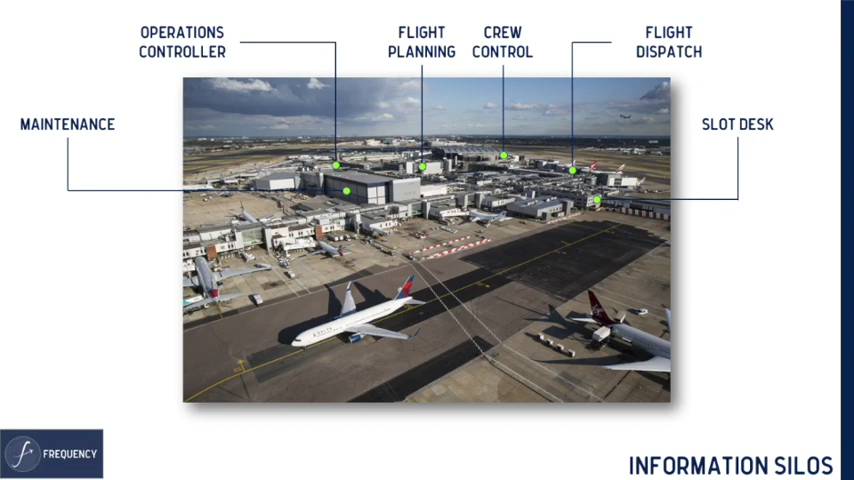 OPERATIONS
CONTROLLER
FLIGHT
PLANNING
CREW
CONTROL
FLIGHT
DISPATCH
MAINTENANCE
SLOT DESK
FREQUENCY
INFORMATION SILOS